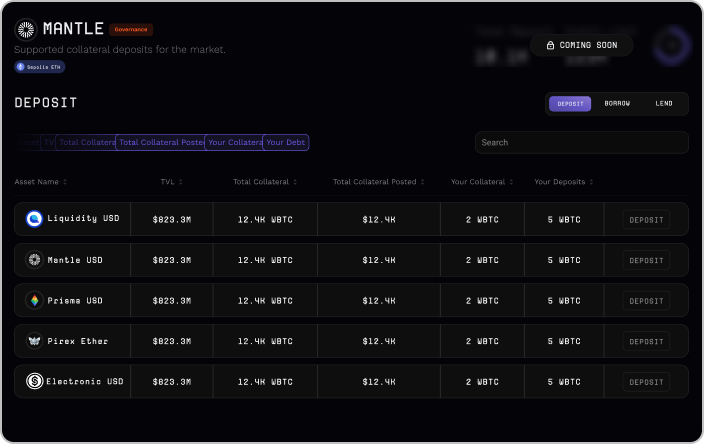 MANTLE
Governance
Supported collateral deposits for the market.
COMING SOON
Sepolia ETH
DEPOSIT
DEPOSIT BORROW LEND
TV Total Collatera Total Collateral Posted Your Collatera Your Debt
Search
Asset Name TVL Total Collateral Total Collateral Posted Your Collateral Your Deposits
Liquidity USD $823.3M 12.4K WBTC $12.4K 2 WBTC 5 WBTC DEPOSIT
Mantle USD $823.3M 12.4K WBTC $12.4K 2 WBTC 5 WBTC DEPOSIT
Prisma USD $823.3M 12.4K WBTC $12.4K 2 WBTC 5 WBTC DEPOSIT
Pirex Ether $823.3M 12.4K WBTC $12.4K 2 WBTC 5 WBTC DEPOSIT
Electronic USD $823.3M 12.4K WBTC $12.4K 2 WBTC 5 WBTC DEPOSIT